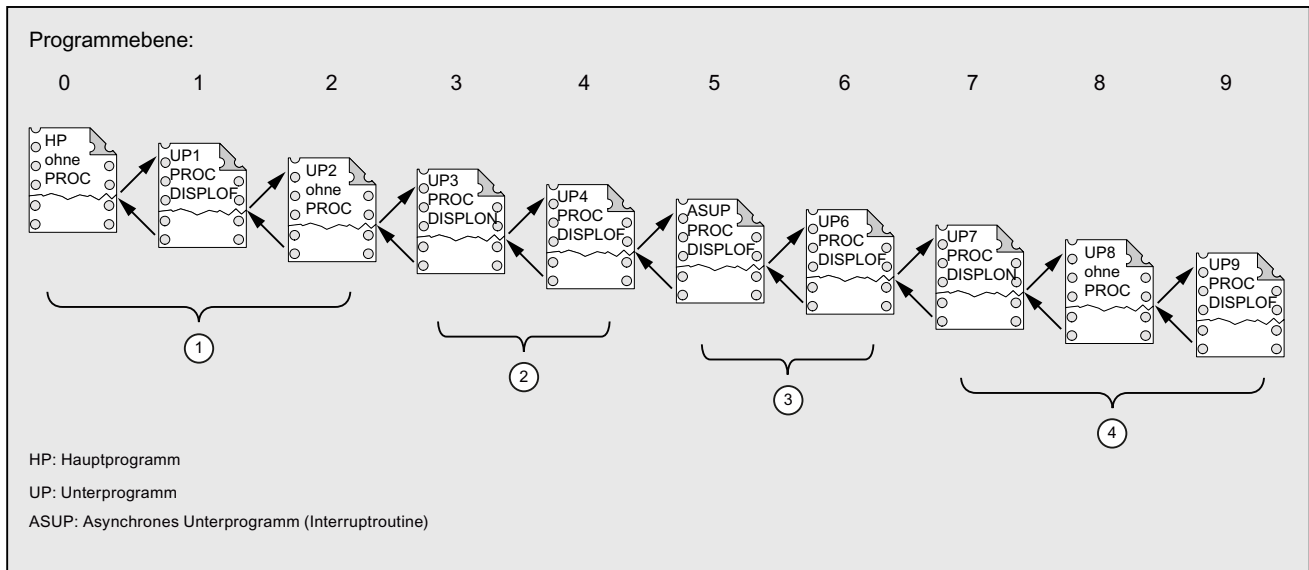 Programmebene:
0 1 2 3 4 5 6 7 8 9
HP
ohne
PROC
UP1
PROC
DISPLOF
UP2
ohne
PROC
UP3
PROC
DISPLON
UP4
PROC
DISPLOF
ASUP
PROC
DISPLOF
UP6
PROC
DISPLOF
UP7
PROC
DISPLON
UP8
ohne
PROC
UP9
PROC
DISPLOF
1
2
3
4
HP: Hauptprogramm
UP: Unterprogramm
ASUP: Asynchrones Unterprogramm (Interruptroutine)